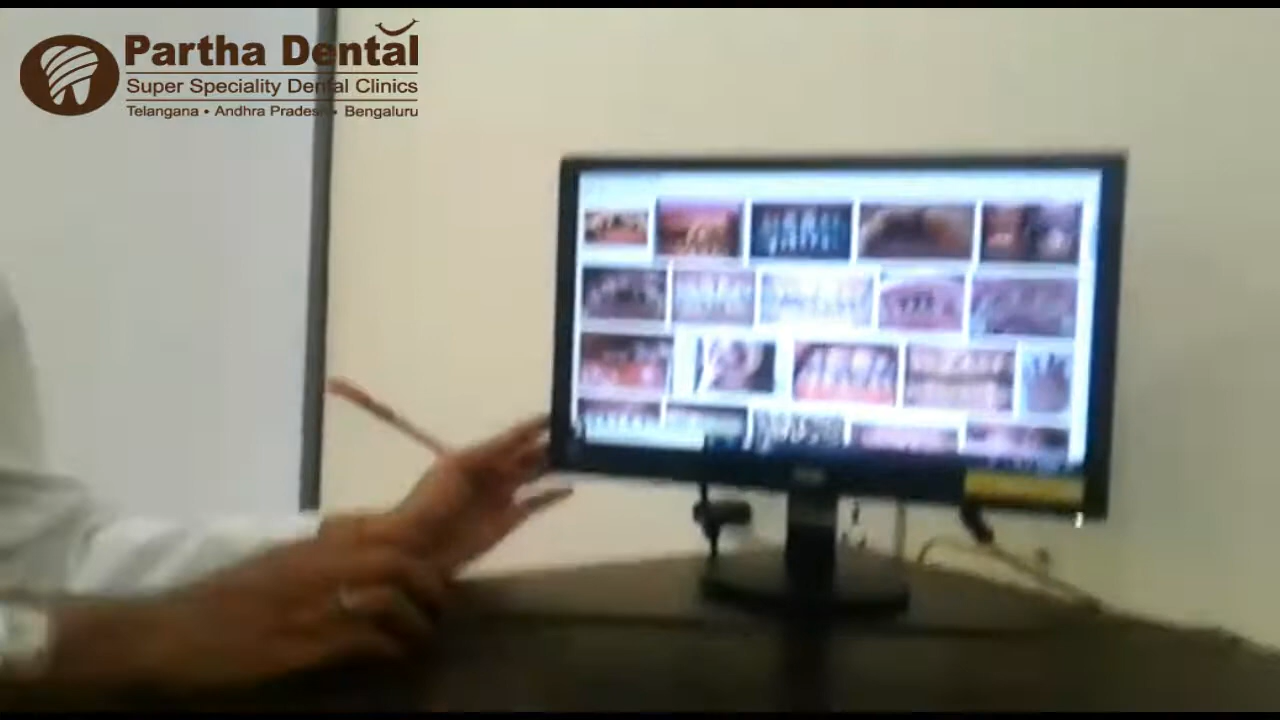 Partha Dental
Super Speciality Dental Clinics
Telangana • Andhra Pradesh • Bengaluru